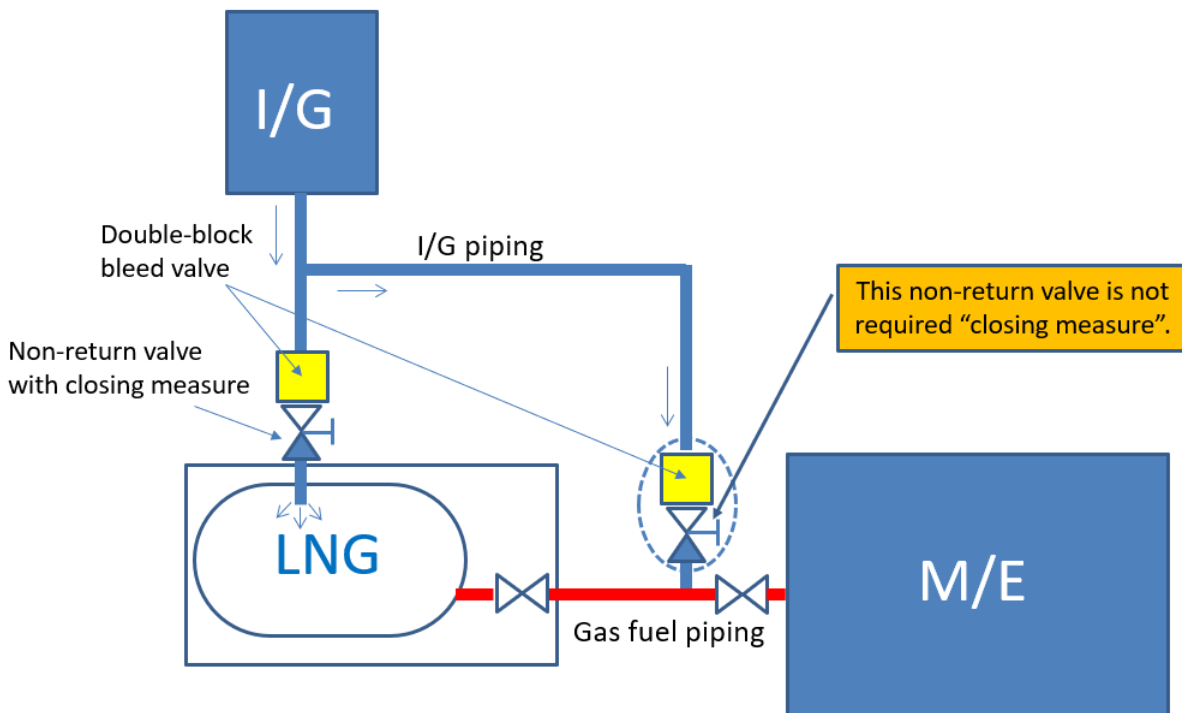 I/G
Double-block
bleed valve
I/G piping
This non-return valve is not
required “closing measure”.
Non-return valve
with closing measure
LNG
M/E
Gas fuel piping